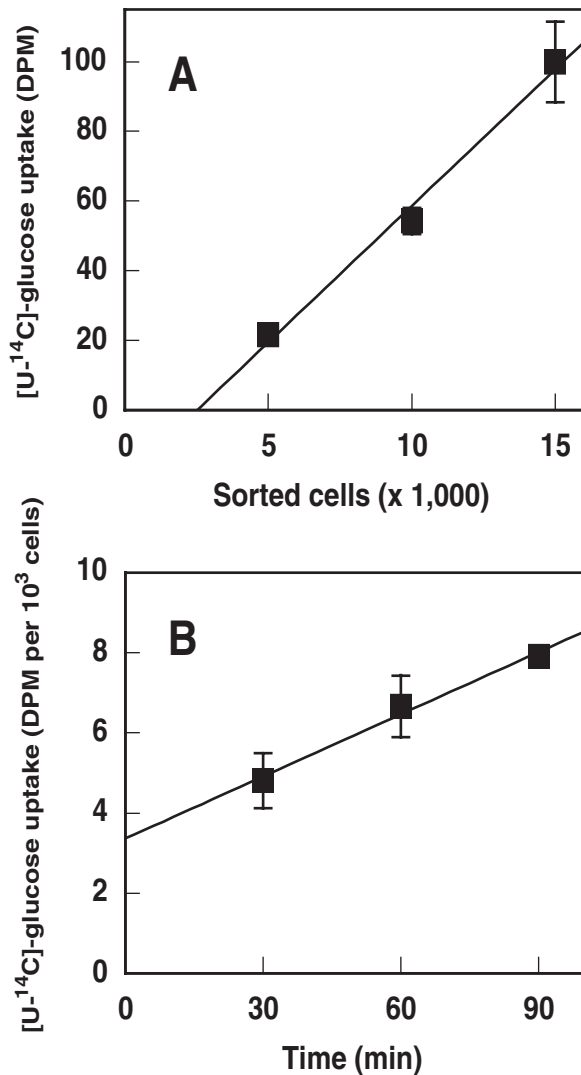 [U-14C]-glucose uptake (DPM)
A
100
80
60
40
20
0
0 5 10 15
Sorted cells (x 1,000)
[U-14C]-glucose uptake (DPM per 10³ cells)
B
10
8
6
4
2
0
0 30 60 90
Time (min)